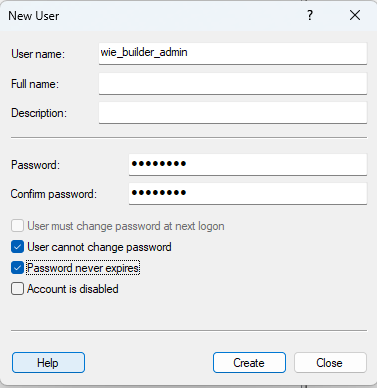 New User
?
User name: wie_builder_admin
Full name:
Description:
Password: ••••••••
Confirm password: ••••••••
User must change password at next logon
User cannot change password
Password never expires
Account is disabled
Help Create Close